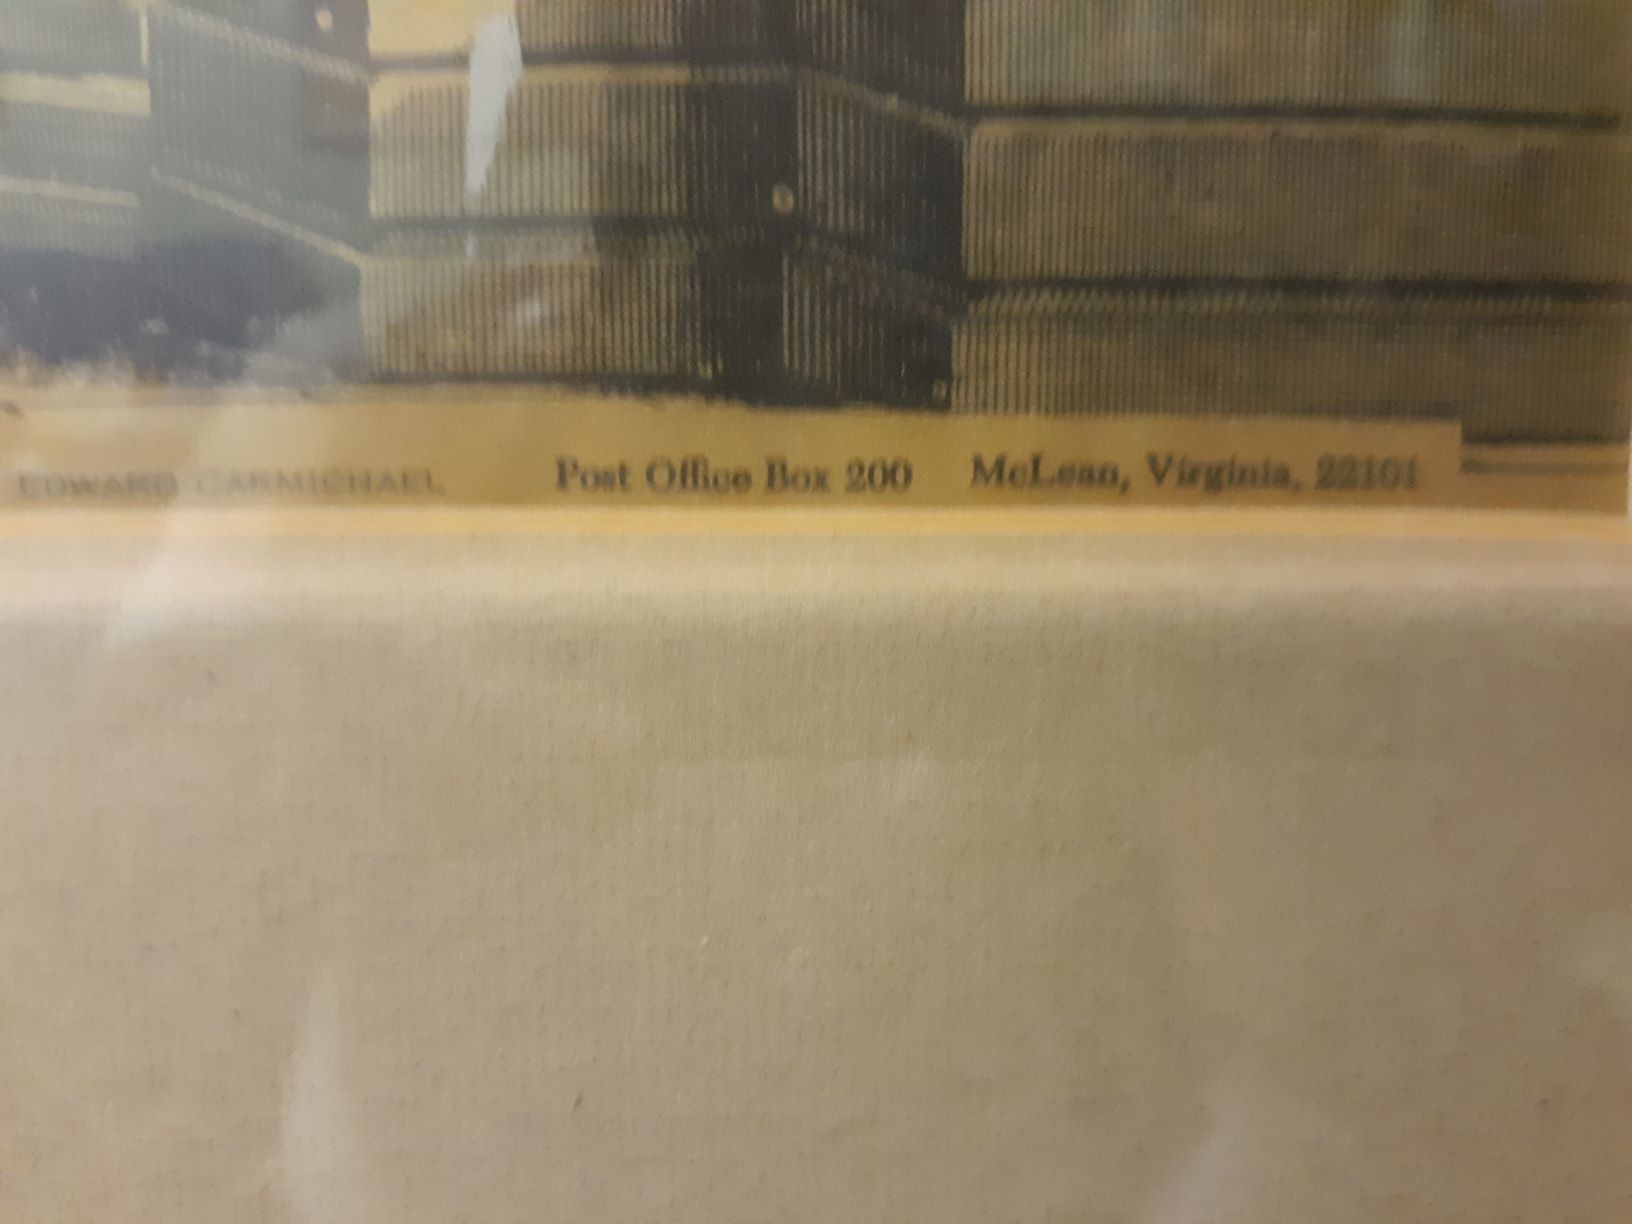 EDWARD CARMICHAEL Post Office Box 200 McLean, Virginia, 22101